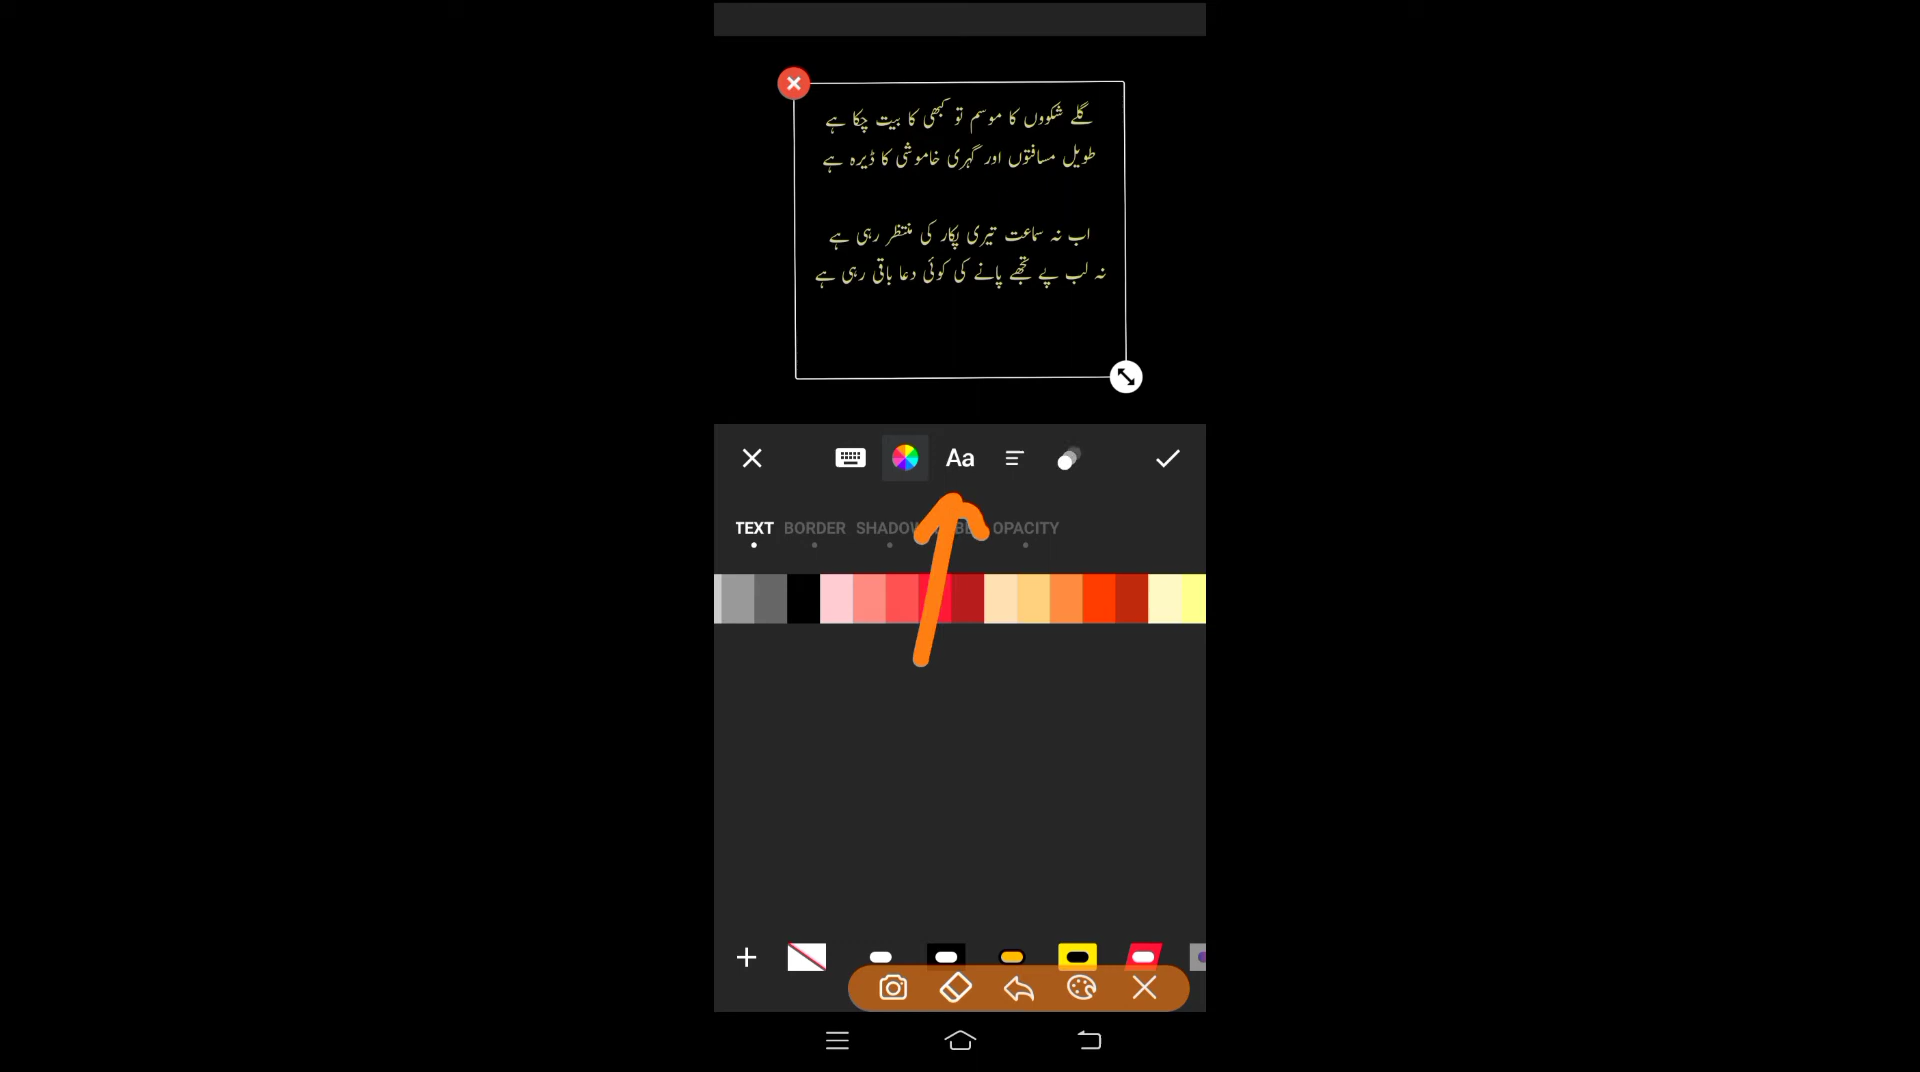 گلے شکووں کا موسم تو کبھی کا بیت چکا ہے
طویل مسافتوں اور گہری خاموشی کا ڈیرہ ہے
اب نہ سماعت تیری پکار کی منتظر رہی ہے
نہ لب پے تجھے پانے کی کوئی دعا باقی رہی ہے
Aa
TEXT BORDER SHADOW OPACITY